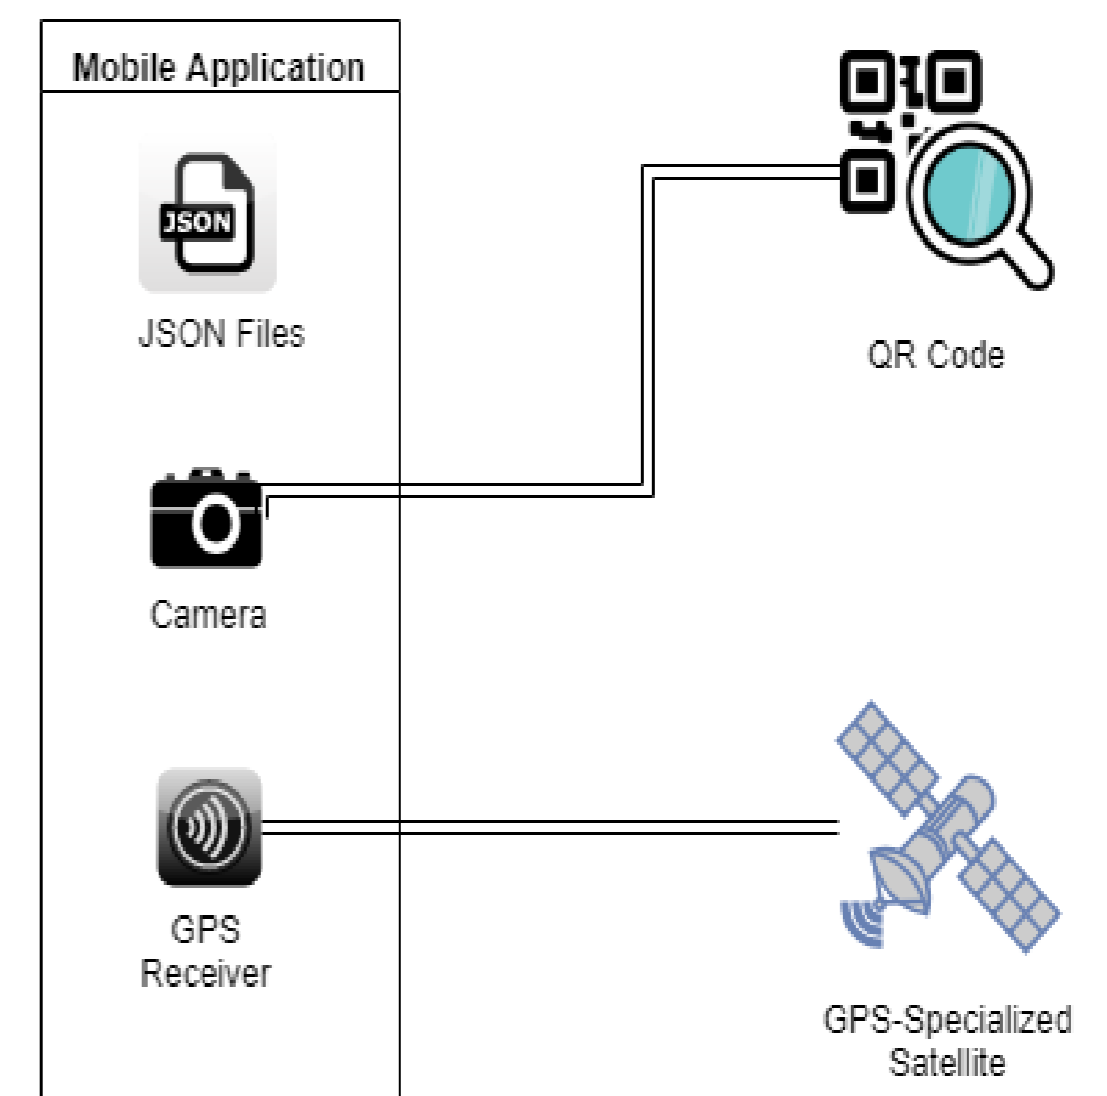 Mobile Application
JSON
JSON Files
QR Code
Camera
GPS
Receiver
GPS-Specialized
Satellite